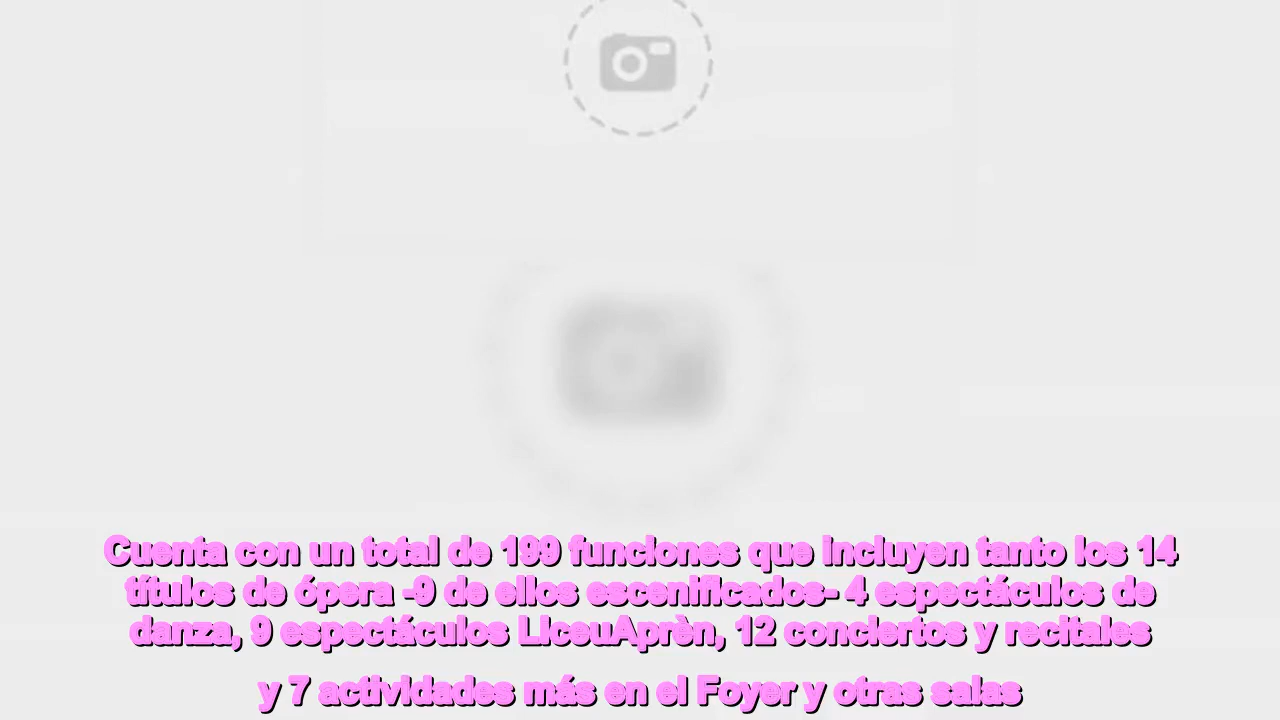 Cuenta con un total de 199 funciones que incluyen tanto los 14
títulos de ópera -9 de ellos escenificados- 4 espectáculos de
danza, 9 espectáculos LiceuAprèn, 12 conciertos y recitales
y 7 actividades más en el Foyer y otras salas